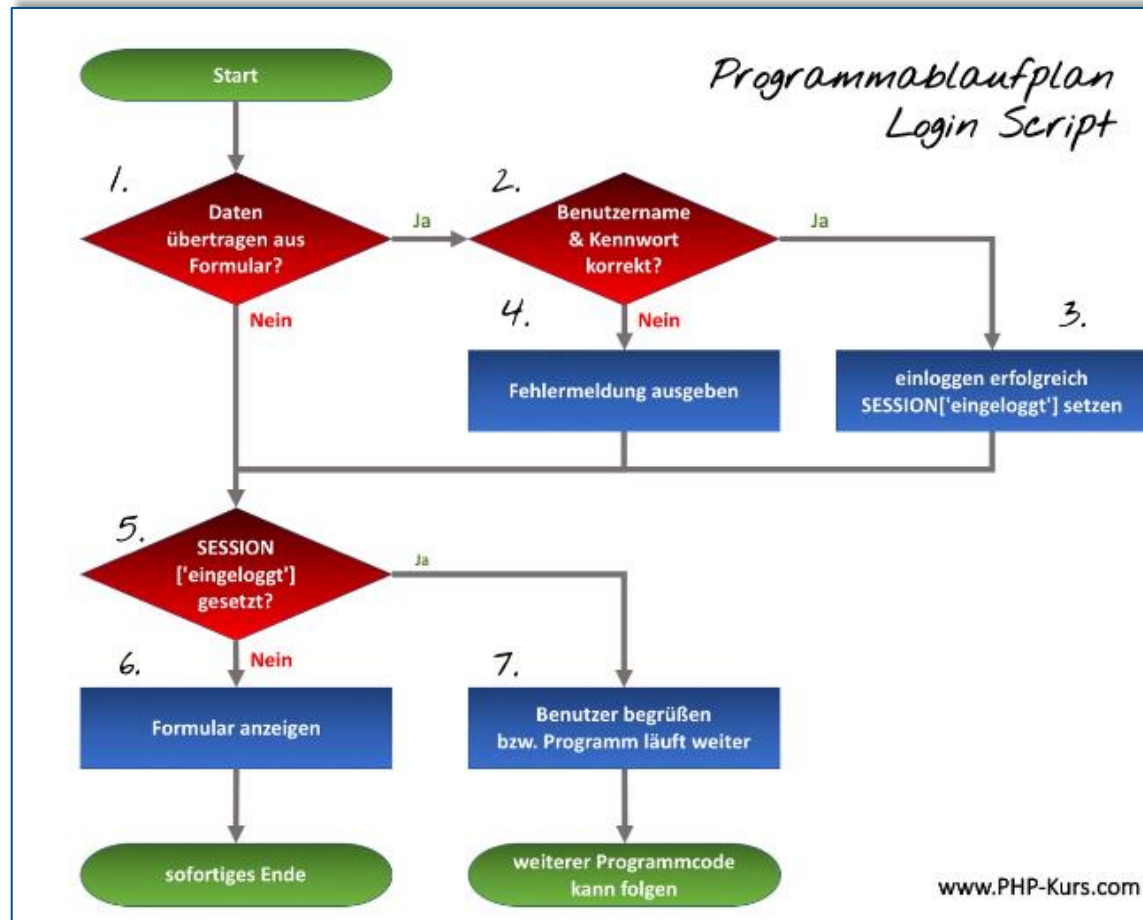 Start
Programmablaufplan
Login Script
1.
Daten
übertragen aus
Formular?
Ja
2.
Benutzername
& Kennwort
korrekt?
Ja
Nein
4.
Nein
3.
Fehlermeldung ausgeben
einloggen erfolgreich
SESSION['eingeloggt'] setzen
5.
SESSION
['eingeloggt']
gesetzt?
Ja
6.
Nein
7.
Formular anzeigen
Benutzer begrüßen
bzw. Programm läuft weiter
sofortiges Ende
weiterer Programmcode
kann folgen
www.PHP-Kurs.com